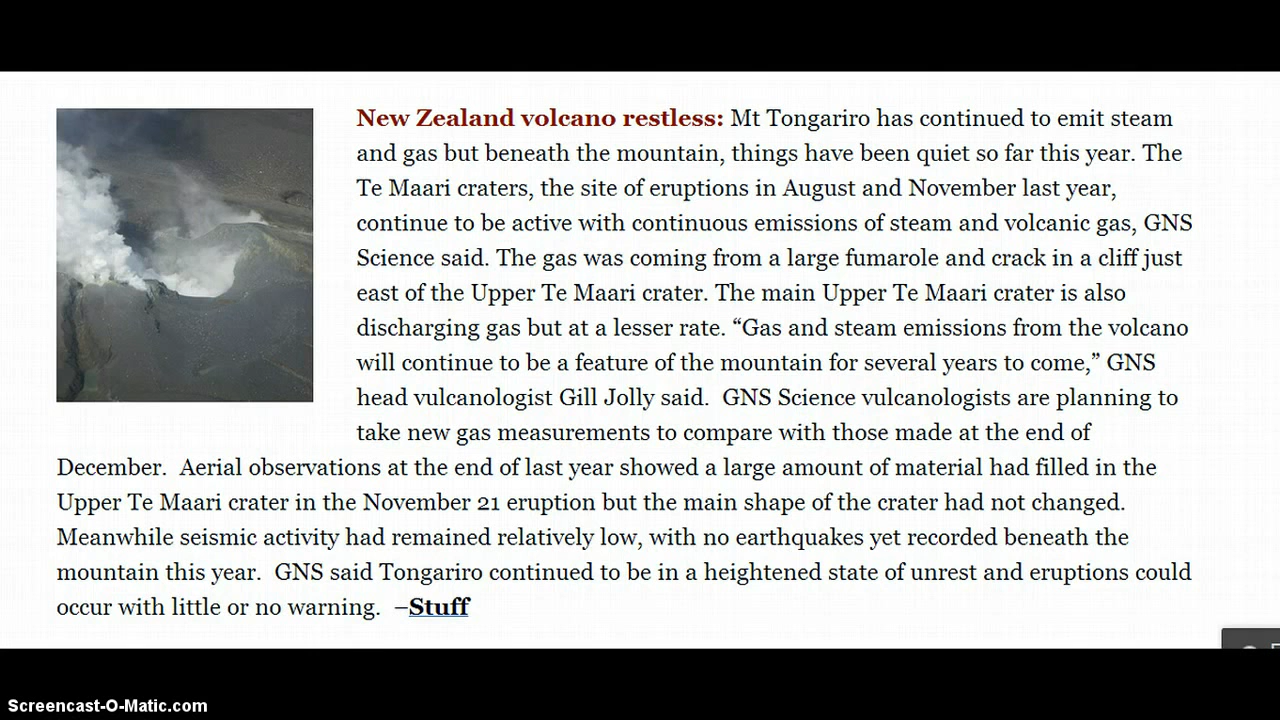 New Zealand volcano restless: Mt Tongariro has continued to emit steam
and gas but beneath the mountain, things have been quiet so far this year. The
Te Maari craters, the site of eruptions in August and November last year,
continue to be active with continuous emissions of steam and volcanic gas, GNS
Science said. The gas was coming from a large fumarole and crack in a cliff just
east of the Upper Te Maari crater. The main Upper Te Maari crater is also
discharging gas but at a lesser rate. “Gas and steam emissions from the volcano
will continue to be a feature of the mountain for several years to come,” GNS
head vulcanologist Gill Jolly said.  GNS Science vulcanologists are planning to
take new gas measurements to compare with those made at the end of
December.  Aerial observations at the end of last year showed a large amount of material had filled in the
Upper Te Maari crater in the November 21 eruption but the main shape of the crater had not changed.
Meanwhile seismic activity had remained relatively low, with no earthquakes yet recorded beneath the
mountain this year.  GNS said Tongariro continued to be in a heightened state of unrest and eruptions could
occur with little or no warning.  –Stuff
Screencast-O-Matic.com